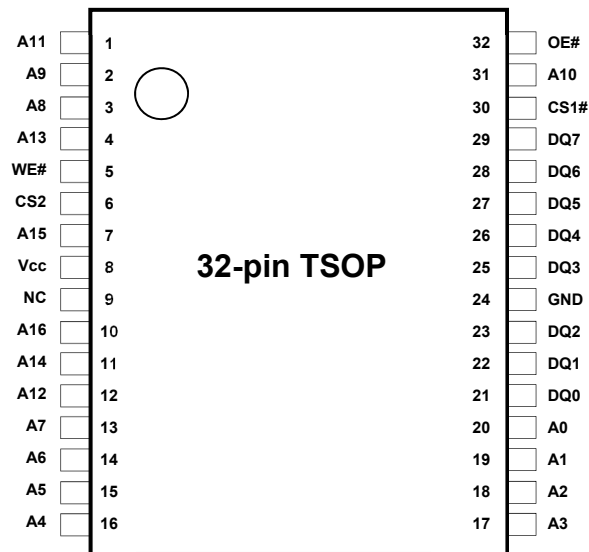 A11 1 32 OE#
A9 2 31 A10
A8 3 30 CS1#
A13 4 29 DQ7
WE# 5 28 DQ6
CS2 6 27 DQ5
A15 7 26 DQ4
Vcc 8 32-pin TSOP 25 DQ3
NC 9 24 GND
A16 10 23 DQ2
A14 11 22 DQ1
A12 12 21 DQ0
A7 13 20 A0
A6 14 19 A1
A5 15 18 A2
A4 16 17 A3